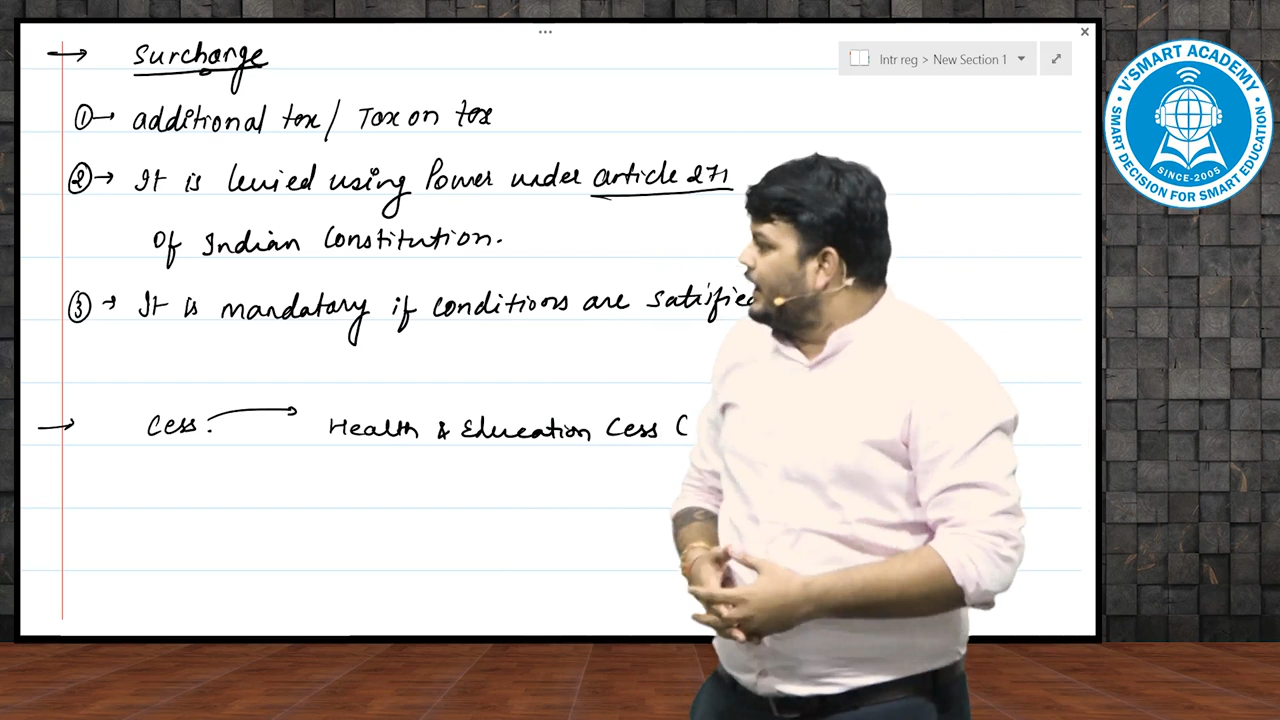 → Surcharge
① → additional tax / Tax on tax
② → It is levied using Power under article 271
of Indian Constitution.
③ → It is mandatory if conditions are satisfied
→ Cess. → Health & Education Cess (
Intr reg > New Section 1
V'SMART ACADEMY
SINCE-2005
SMART DECISION FOR SMART EDUCATION